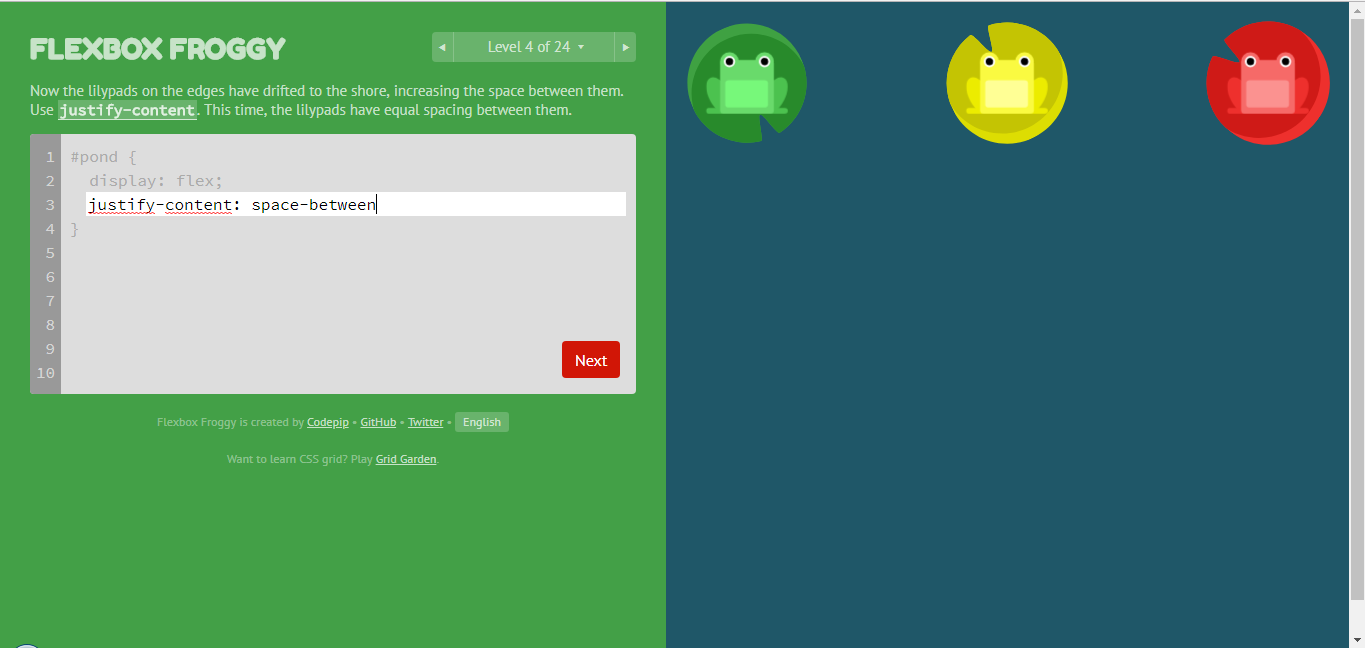 FLEXBOX FROGGY
◀ Level 4 of 24 ▾ ▶
Now the lilypads on the edges have drifted to the shore, increasing the space between them.
Use justify-content. This time, the lilypads have equal spacing between them.
1 #pond {
2 display: flex;
3 justify-content: space-between
4 }
5
6
7
8
9
10
Next
Flexbox Froggy is created by Codepip • GitHub • Twitter • English
Want to learn CSS grid? Play Grid Garden.